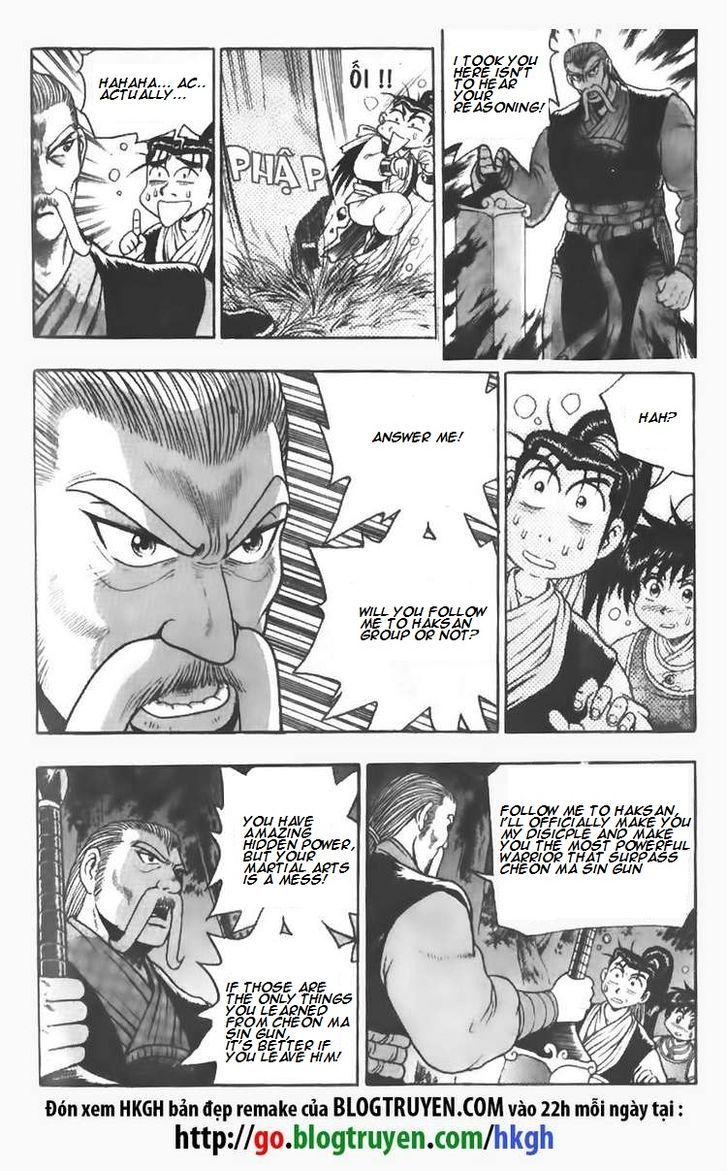 HAHAHA... AC..
ACTUALLY...
ỐI !!
PHẬP
I TOOK YOU
HERE ISN'T
TO HEAR
YOUR
REASONING!
ANSWER ME!
WILL YOU FOLLOW
ME TO HAKSAN
GROUP OR NOT?
HAH?
YOU HAVE
AMAZING
HIDDEN POWER,
BUT YOUR
MARTIAL ARTS
IS A MESS!
IF THOSE ARE
THE ONLY THINGS
YOU LEARNED
FROM CHEON MA
SIN GUN,
IT'S BETTER IF
YOU LEAVE HIM!
FOLLOW ME TO HAKSAN,
I'LL OFFICIALLY MAKE YOU
MY DISICPLE AND MAKE
YOU THE MOST POWERFUL
WARRIOR THAT SURPASS
CHEON MA SIN GUN
Đón xem HKGH bản đẹp remake của BLOGTRUYEN.COM vào 22h mỗi ngày tại :
http://go.blogtruyen.com/hkgh